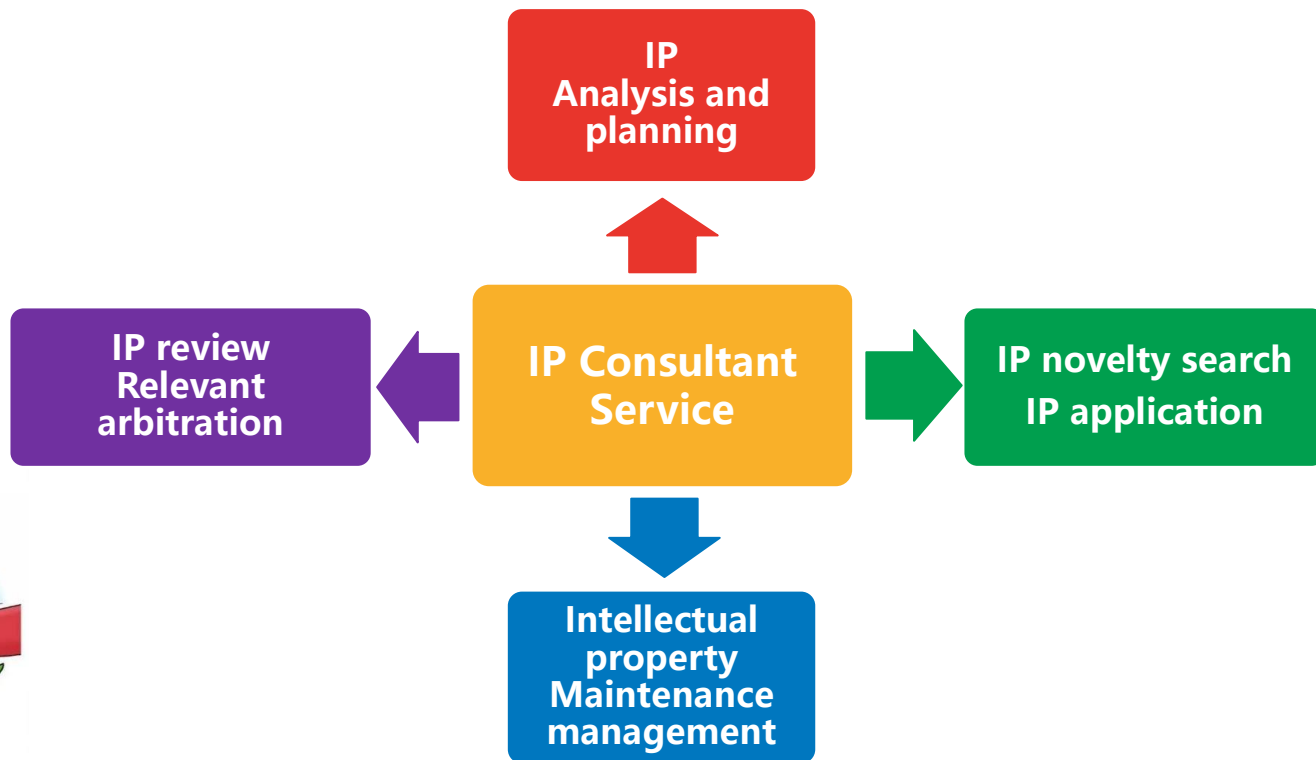 IP
Analysis and
planning
IP review
Relevant
arbitration
IP Consultant
Service
IP novelty search
IP application
Intellectual
property
Maintenance
management